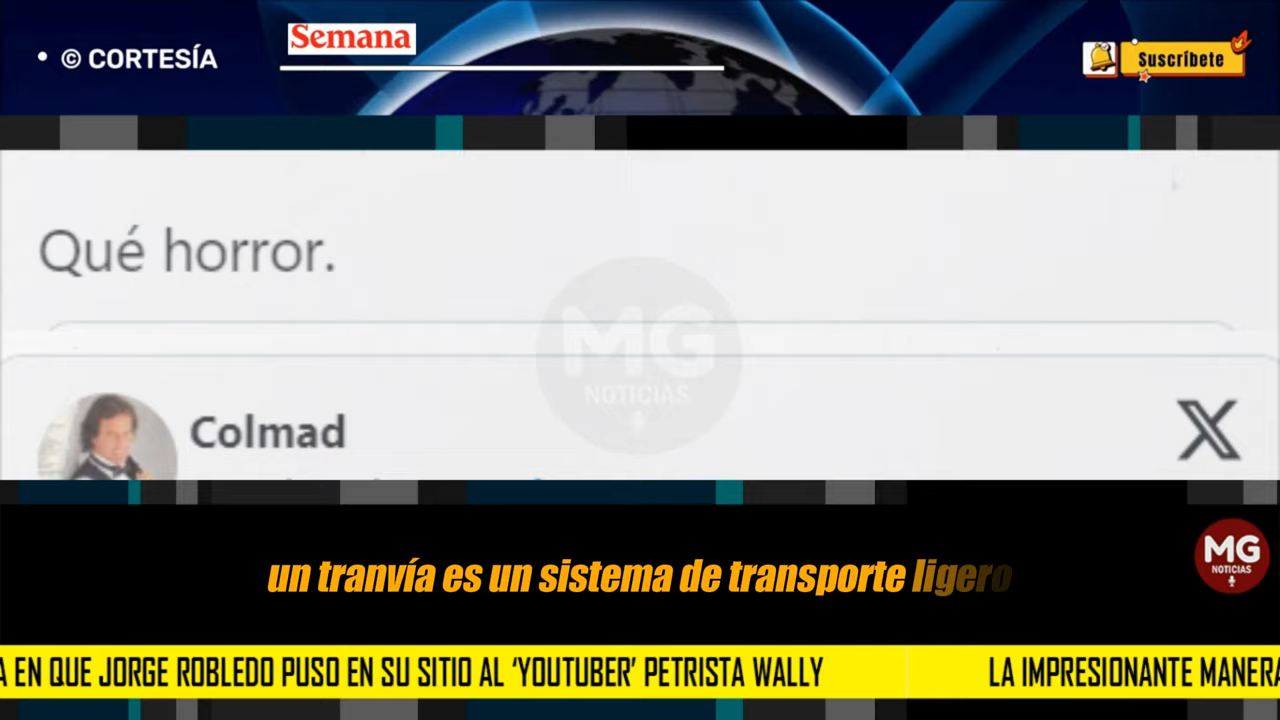 • © CORTESÍA
Semana
Suscríbete
Qué horror.
MG
NOTICIAS
Colmad
X
un tranvía es un sistema de transporte ligero
MG
NOTICIAS
A EN QUE JORGE ROBLEDO PUSO EN SU SITIO AL ‘YOUTUBER’ PETRISTA WALLY
LA IMPRESIONANTE MANERA